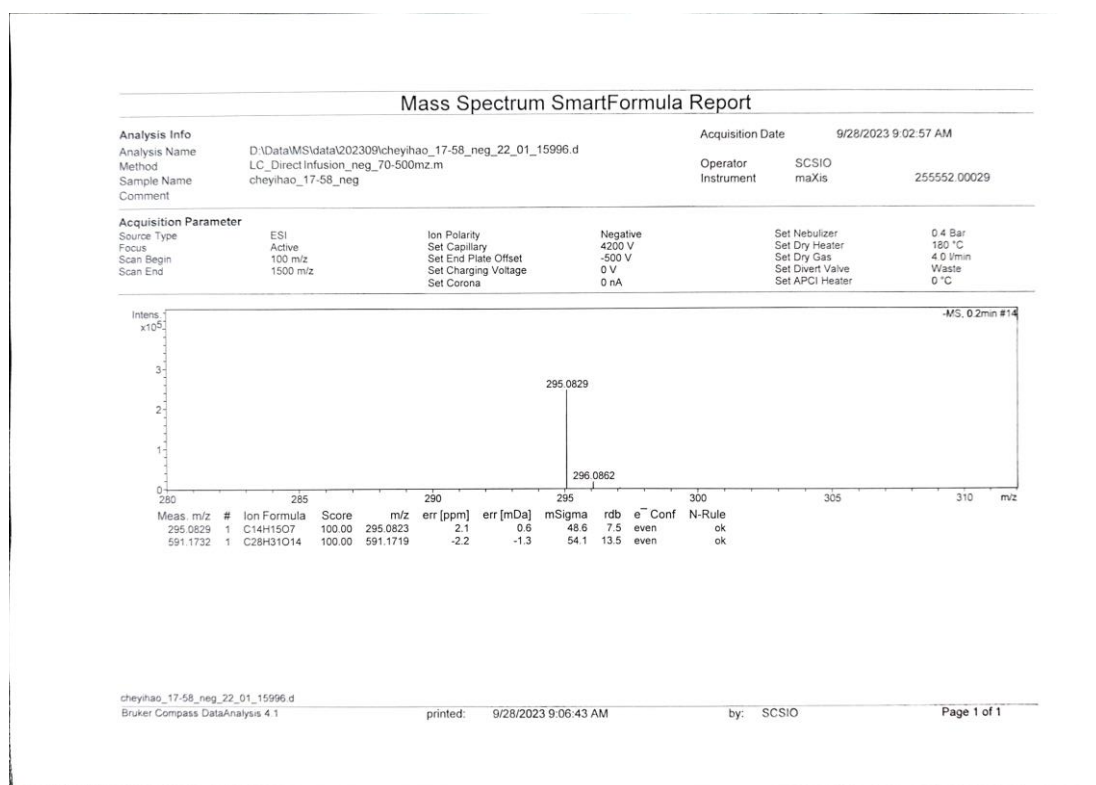 Mass Spectrum SmartFormula Report
Analysis Info Acquisition Date 9/28/2023 9:02:57 AM
Analysis Name D:\Data\MS\data\202309\cheyihao_17-58_neg_22_01_15996.d
Method LC_Direct Infusion_neg_70-500mz.m Operator SCSIO
Sample Name cheyihao_17-58_neg Instrument maXis 255552.00029
Comment
Acquisition Parameter
Source Type ESI Ion Polarity Negative Set Nebulizer 0.4 Bar
Focus Active Set Capillary 4200 V Set Dry Heater 180 °C
Scan Begin 100 m/z Set End Plate Offset -500 V Set Dry Gas 4.0 l/min
Scan End 1500 m/z Set Charging Voltage 0 V Set Divert Valve Waste
Set Corona 0 nA Set APCI Heater 0 °C
Intens. -MS, 0.2min #14
x105
3
295.0829
2
1
296.0862
0
280 285 290 295 300 305 310 m/z
Meas. m/z # Ion Formula Score m/z err [ppm] err [mDa] mSigma rdb e¯ Conf N-Rule
295.0829 1 C14H15O7 100.00 295.0823 2.1 0.6 48.6 7.5 even ok
591.1732 1 C28H31O14 100.00 591.1719 -2.2 -1.3 54.1 13.5 even ok
cheyihao_17-58_neg_22_01_15996.d
Bruker Compass DataAnalysis 4.1 printed: 9/28/2023 9:06:43 AM by: SCSIO Page 1 of 1